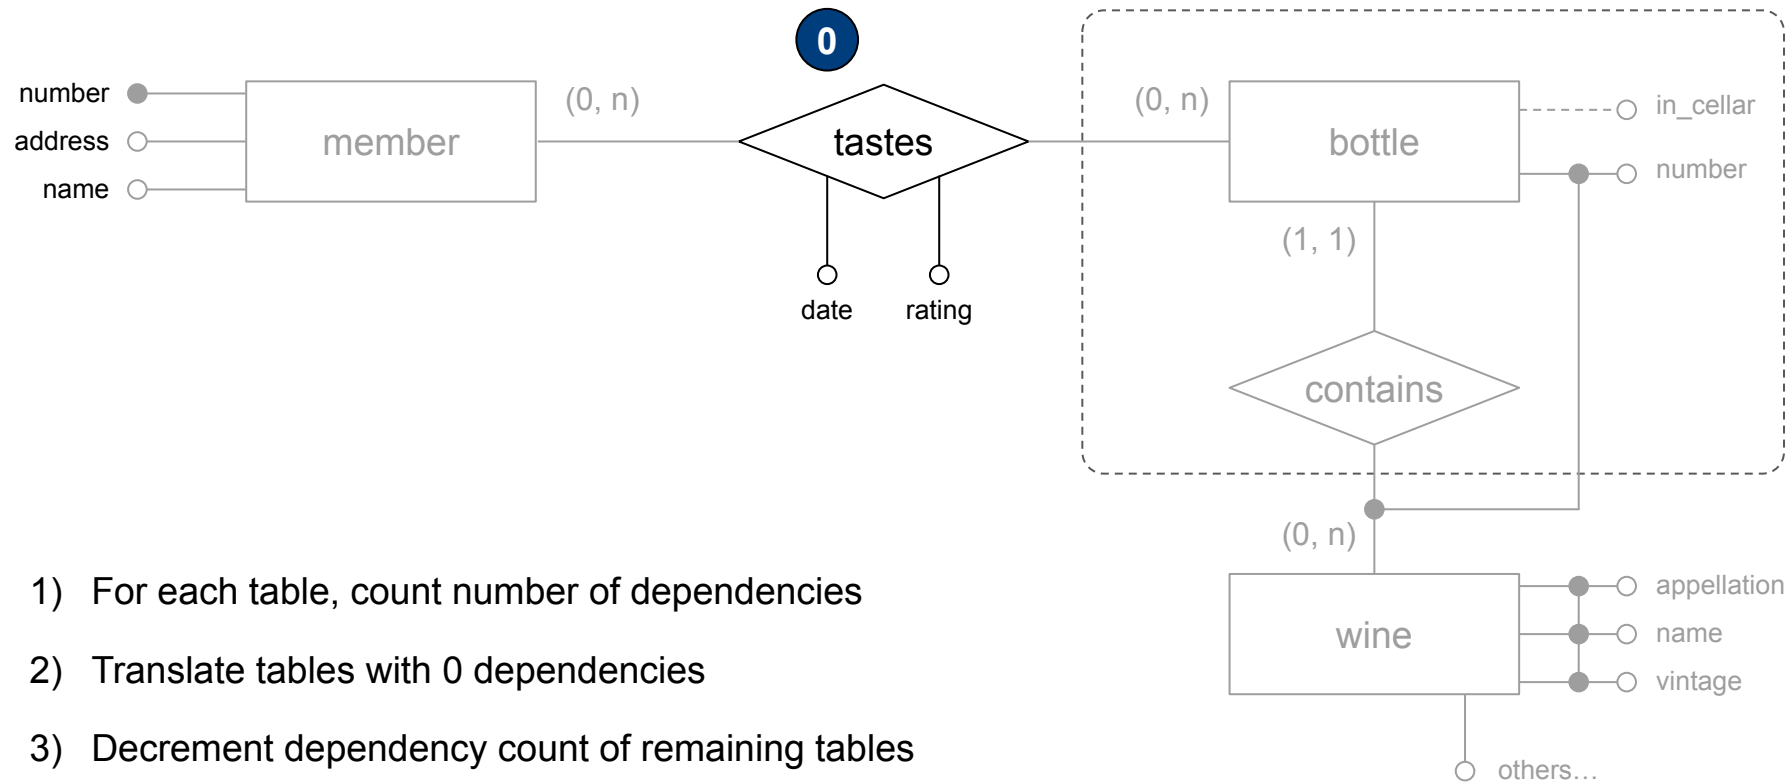 0
number
address
name
member
(0, n)
tastes
date
rating
(0, n)
bottle
in_cellar
number
(1, 1)
contains
(0, n)
wine
appellation
name
vintage
others…
1) For each table, count number of dependencies
2) Translate tables with 0 dependencies
3) Decrement dependency count of remaining tables